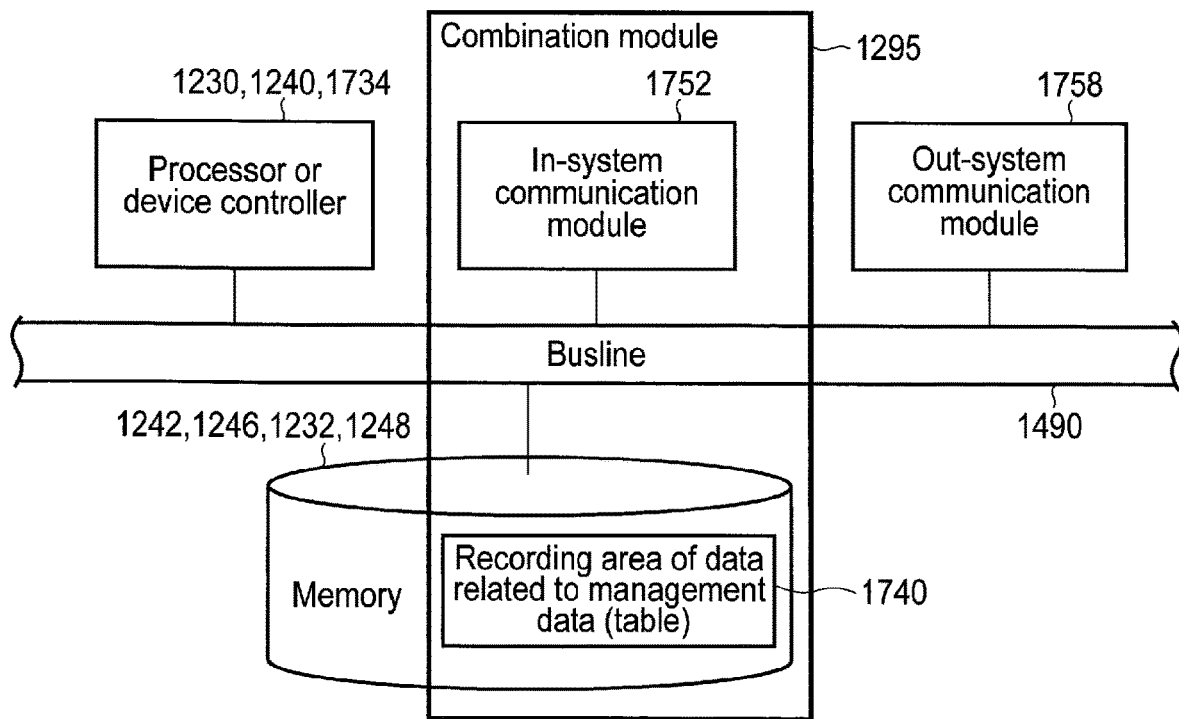 Combination module
1295
1230,1240,1734
1752
1758
Processor or
device controller
In-system
communication
module
Out-system
communication
module
Busline
1242,1246,1232,1248
1490
Memory
Recording area of data
related to management
data (table)
1740